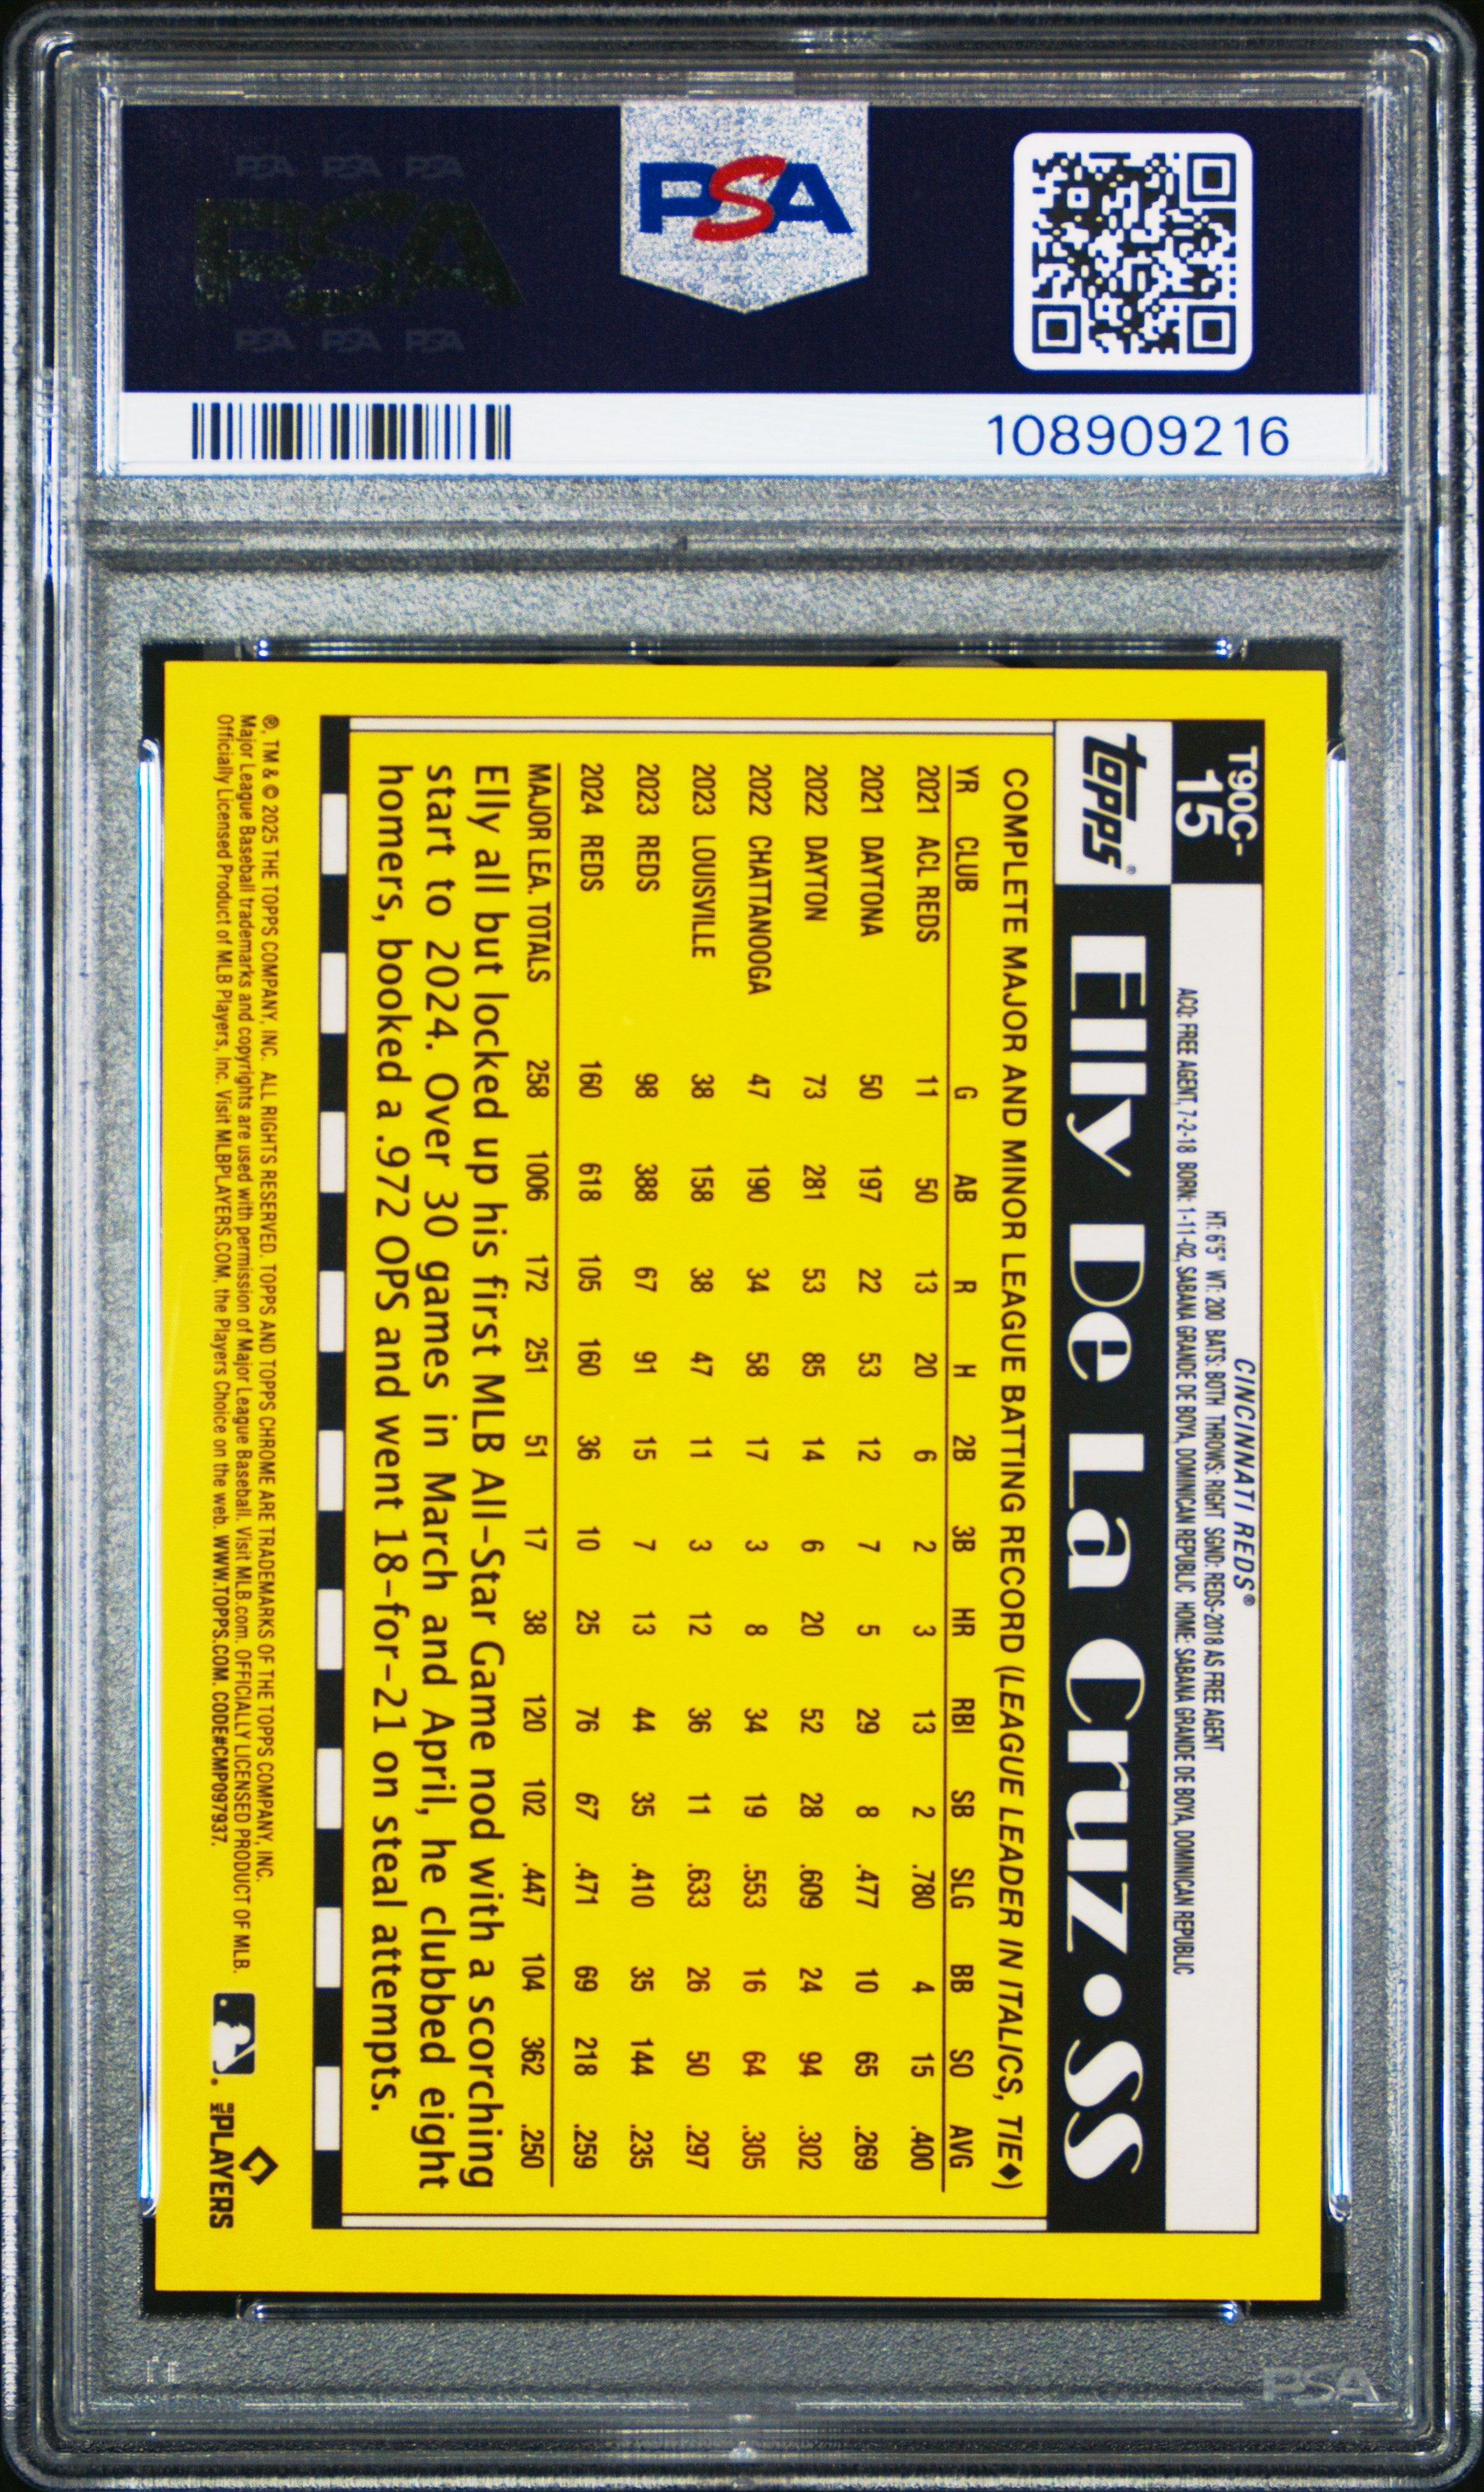 PSA PSA PSA
PSA
PSA PSA PSA
PSA
108909216
T90C-
15
CINCINNATI REDS®
HT: 6'5" WT: 200 BATS: BOTH THROWS: RIGHT SGND: REDS-2018 AS FREE AGENT
ACQ: FREE AGENT, 7-2-18 BORN: 1-11-02, SABANA GRANDE DE BOYA, DOMINICAN REPUBLIC HOME: SABANA GRANDE DE BOYA, DOMINICAN REPUBLIC
topps® Elly De La Cruz • SS
COMPLETE MAJOR AND MINOR LEAGUE BATTING RECORD (LEAGUE LEADER IN ITALICS, TIE♦)
YR CLUB G AB R H 2B 3B HR RBI SB SLG BB SO AVG
2021 ACL REDS 11 50 13 20 6 2 3 13 2 .780 4 15 .400
2021 DAYTONA 50 197 22 53 12 7 5 29 8 .477 10 65 .269
2022 DAYTON 73 281 53 85 14 6 20 52 28 .609 24 94 .302
2022 CHATTANOOGA 47 190 34 58 17 3 8 34 19 .553 16 64 .305
2023 LOUISVILLE 38 158 38 47 11 3 12 36 11 .633 26 50 .297
2023 REDS 98 388 67 91 15 7 13 44 35 .410 35 144 .235
2024 REDS 160 618 105 160 36 10 25 76 67 .471 69 218 .259
MAJOR LEA. TOTALS 258 1006 172 251 51 17 38 120 102 .447 104 362 .250
Elly all but locked up his first MLB All-Star Game nod with a scorching
start to 2024. Over 30 games in March and April, he clubbed eight
homers, booked a .972 OPS and went 18-for-21 on steal attempts.
®, TM & © 2025 THE TOPPS COMPANY, INC. ALL RIGHTS RESERVED. TOPPS AND TOPPS CHROME ARE TRADEMARKS OF THE TOPPS COMPANY, INC.
Major League Baseball trademarks and copyrights are used with permission of Major League Baseball. Visit MLB.com. OFFICIALLY LICENSED PRODUCT OF MLB.
Officially Licensed Product of MLB Players, Inc. Visit MLBPLAYERS.COM, the Players Choice on the web. WWW.TOPPS.COM. CODE#CMP097937.
MLB PLAYERS
PSA